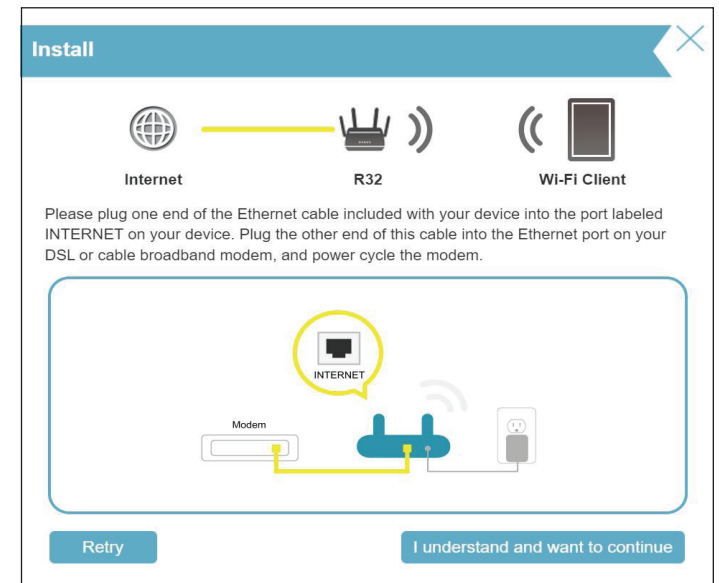 Install
Internet
R32
Wi-Fi Client
Please plug one end of the Ethernet cable included with your device into the port labeled
INTERNET on your device. Plug the other end of this cable into the Ethernet port on your
DSL or cable broadband modem, and power cycle the modem.
INTERNET
Modem
Retry
I understand and want to continue